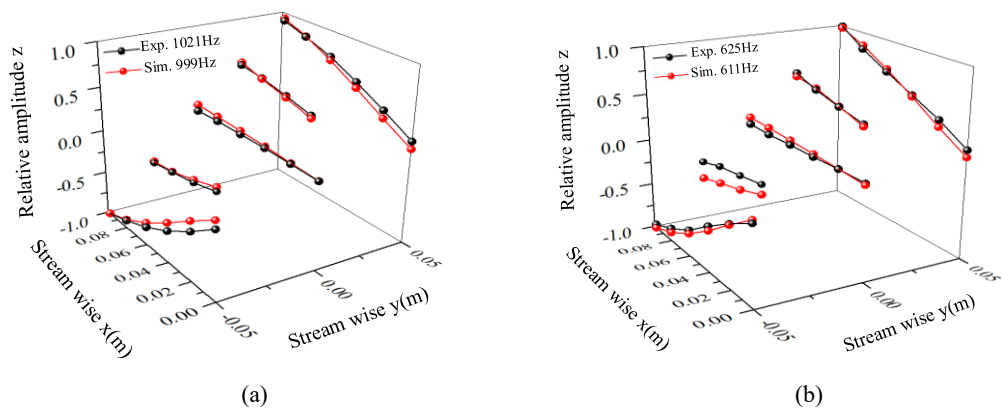 1.0
0.5
0.0
-0.5
-1.0
Relative amplitude z
Exp. 1021Hz
Sim. 999Hz
0.08
0.06
0.04
0.02
0.00
Stream wise x(m)
-0.05
0.00
0.05
Stream wise y(m)
(a)
1.0
0.5
0.0
-0.5
-1.0
Relative amplitude z
Exp. 625Hz
Sim. 611Hz
0.08
0.06
0.04
0.02
0.00
Stream wise x(m)
-0.05
0.00
0.05
Stream wise y(m)
(b)